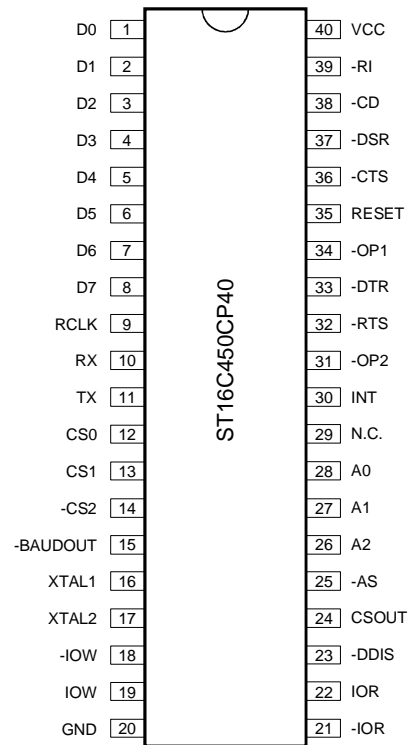 D0 1 40 VCC
D1 2 39 -RI
D2 3 38 -CD
D3 4 37 -DSR
D4 5 36 -CTS
D5 6 35 RESET
D6 7 34 -OP1
D7 8 33 -DTR
RCLK 9 32 -RTS
RX 10 31 -OP2
TX 11 30 INT
CS0 12 29 N.C.
CS1 13 28 A0
-CS2 14 27 A1
-BAUDOUT 15 26 A2
XTAL1 16 25 -AS
XTAL2 17 24 CSOUT
-IOW 18 23 -DDIS
IOW 19 22 IOR
GND 20 21 -IOR
ST16C450CP40